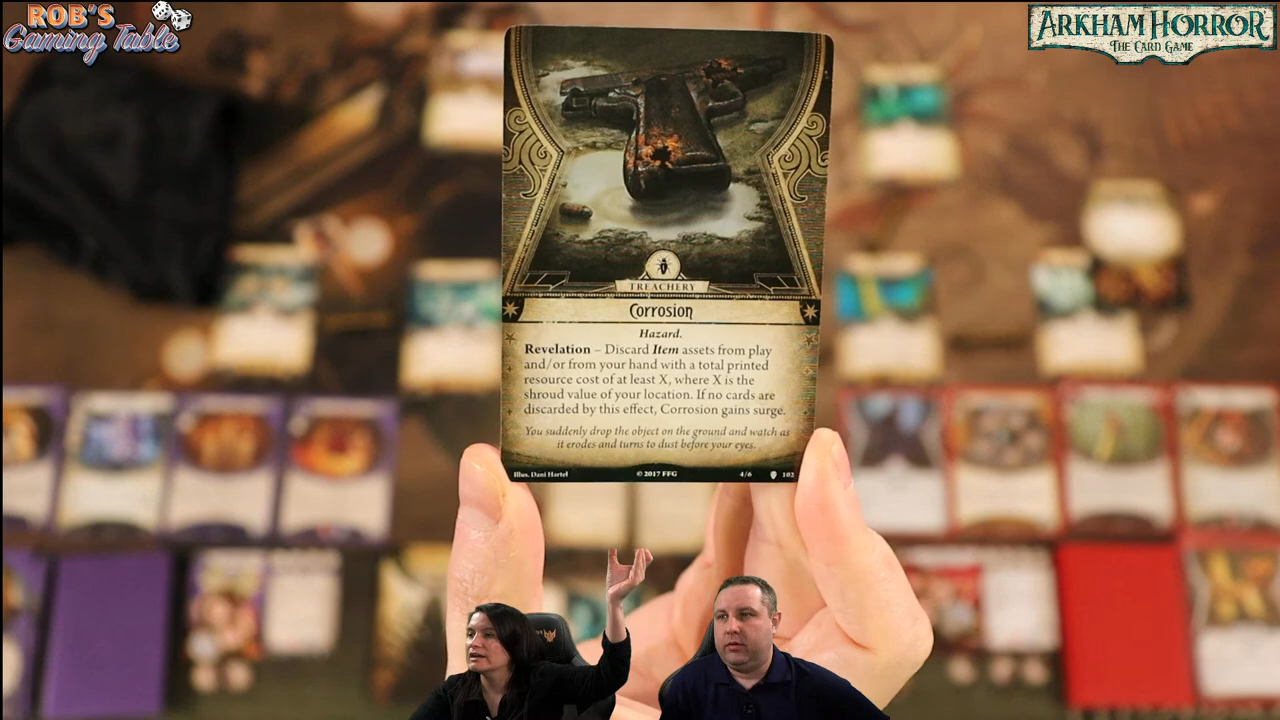 ROB'S
Gaming Table
ARKHAM HORROR
THE CARD GAME
TREACHERY
Corrosion
Hazard.
Revelation – Discard Item assets from play
and/or from your hand with a total printed
resource cost of at least X, where X is the
shroud value of your location. If no cards are
discarded by this effect, Corrosion gains surge.
You suddenly drop the object on the ground and watch as
it erodes and turns to dust before your eyes.
Illus. Dani Hartel © 2017 FFG 4/6 102